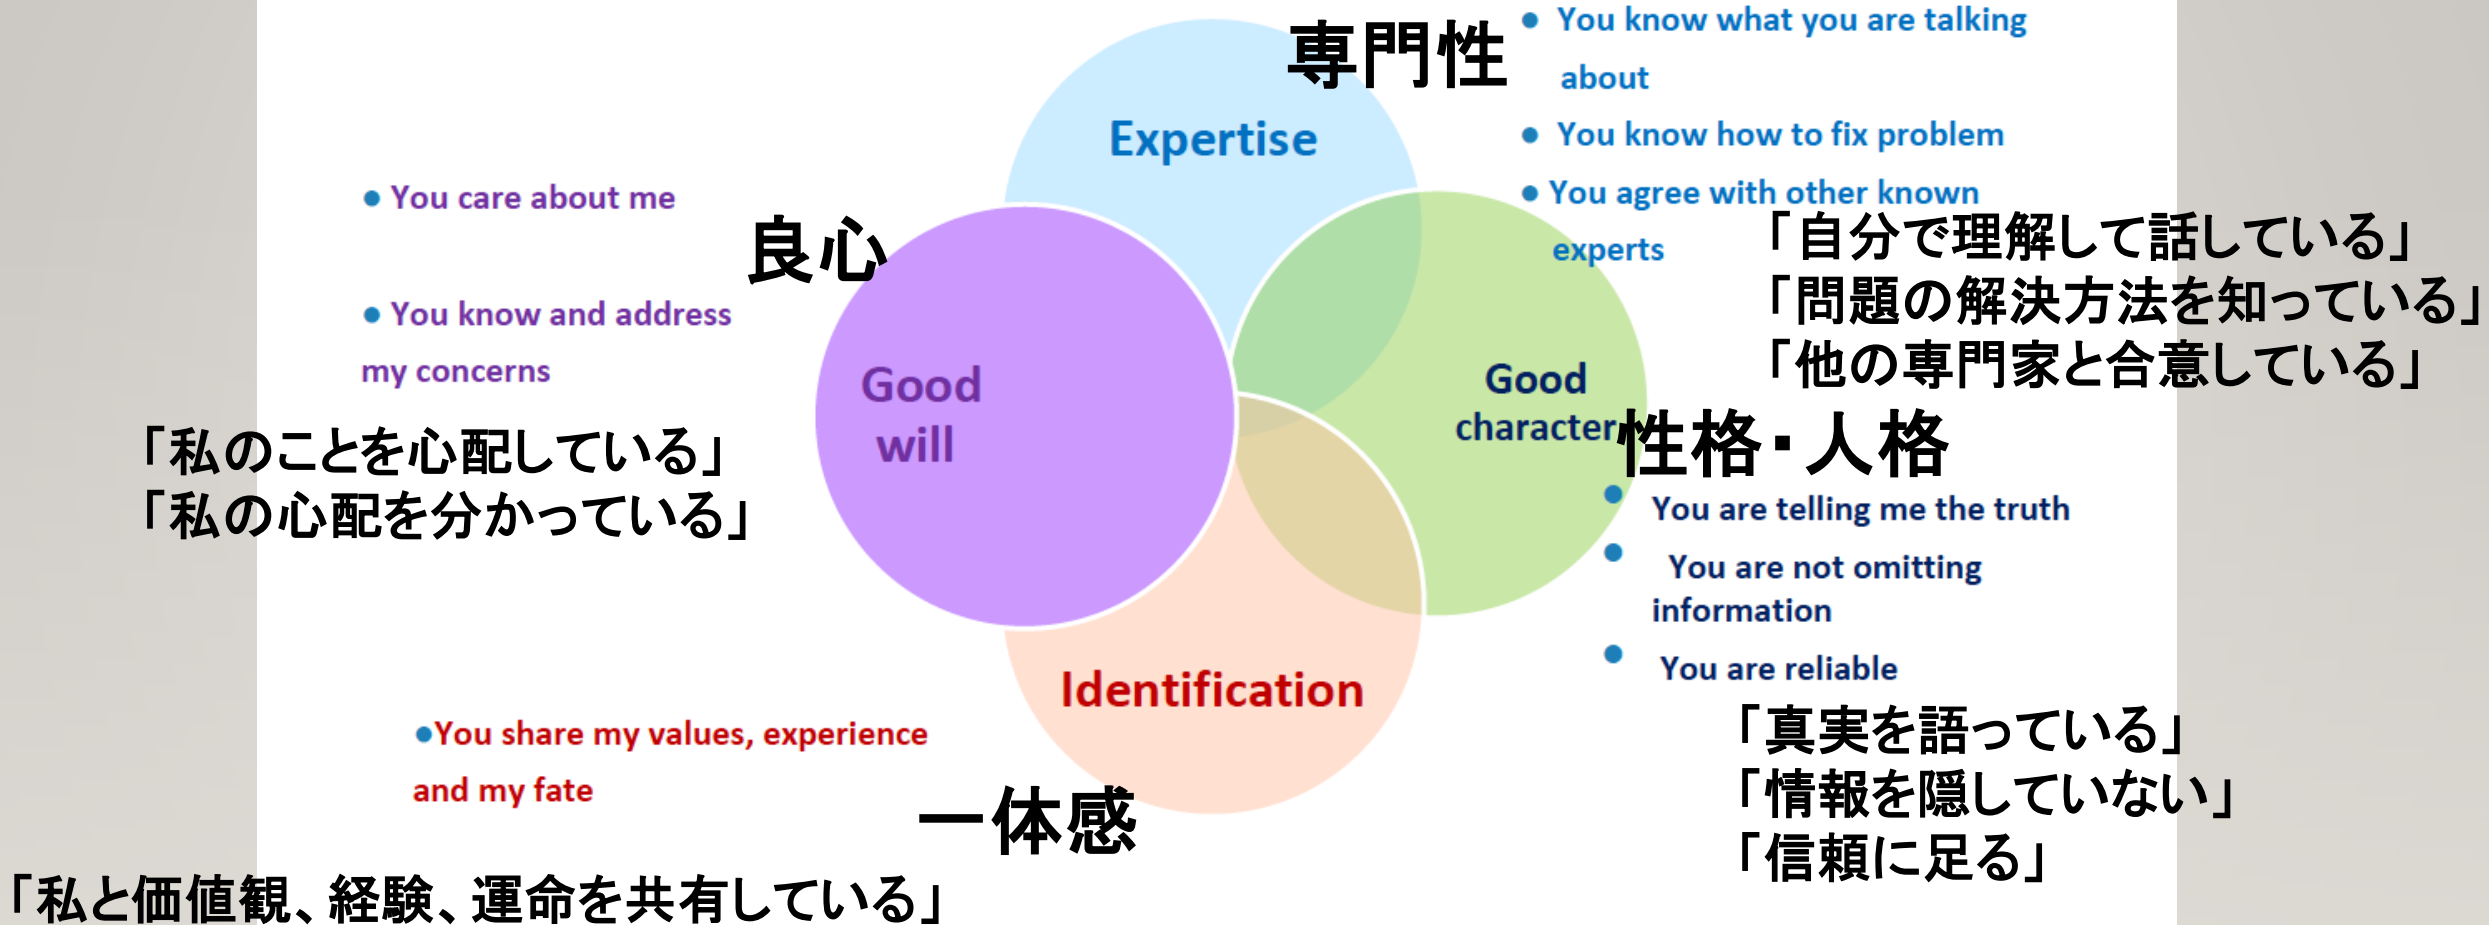 専門性
Expertise
● You know what you are talking
about
● You know how to fix problem
● You agree with other known
experts
「自分で理解して話している」
「問題の解決方法を知っている」
「他の専門家と合意している」
● You care about me
● You know and address
my concerns
良心
Good
will
「私のことを心配している」
「私の心配を分かっている」
Good
character
性格・人格
● You are telling me the truth
● You are not omitting
information
● You are reliable
「真実を語っている」
「情報を隠していない」
「信頼に足る」
Identification
●You share my values, experience
and my fate
一体感
「私と価値観、経験、運命を共有している」